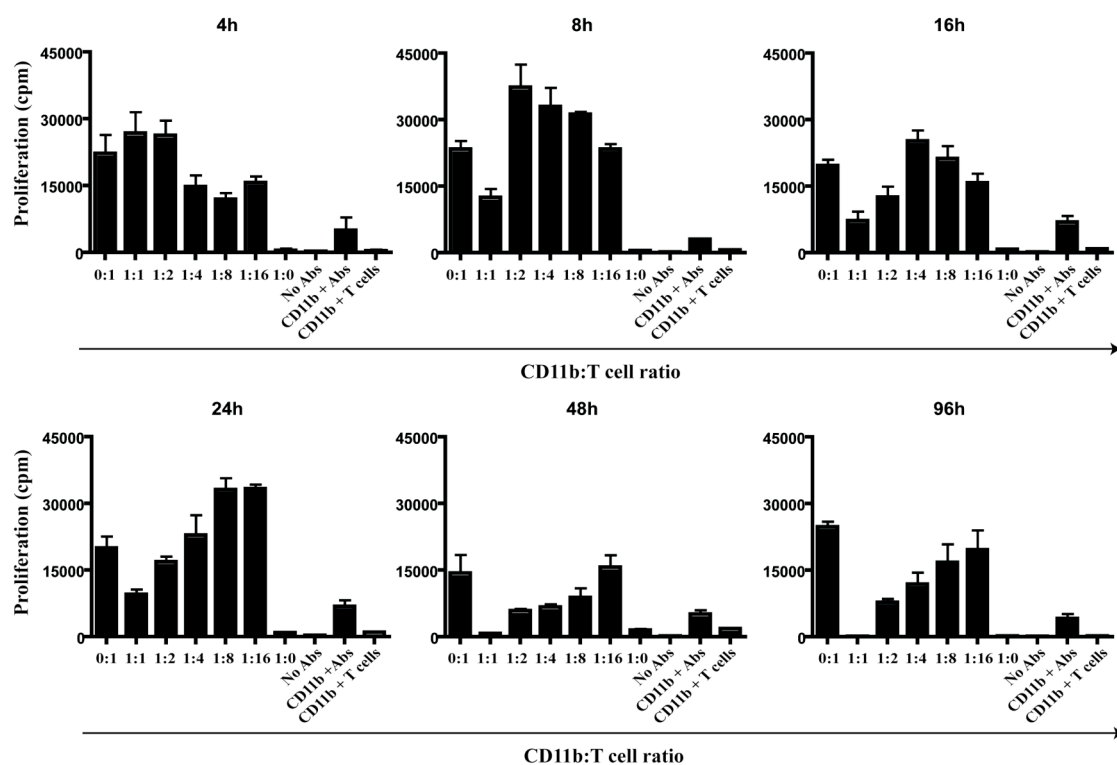 4h
8h
16h
Proliferation (cpm)
45000
30000
15000
0
45000
30000
15000
0
45000
30000
15000
0
0:1 1:1 1:2 1:4 1:8 1:16 1:0 No Abs CD11b + Abs CD11b + T cells
0:1 1:1 1:2 1:4 1:8 1:16 1:0 No Abs CD11b + Abs CD11b + T cells
0:1 1:1 1:2 1:4 1:8 1:16 1:0 No Abs CD11b + Abs CD11b + T cells
CD11b:T cell ratio
24h
48h
96h
Proliferation (cpm)
45000
30000
15000
0
45000
30000
15000
0
45000
30000
15000
0
0:1 1:1 1:2 1:4 1:8 1:16 1:0 No Abs CD11b +Abs CD11b + T cells
0:1 1:1 1:2 1:4 1:8 1:16 1:0 No Abs CD11b + Abs CD11b + T cells
0:1 1:1 1:2 1:4 1:8 1:16 1:0 No Abs CD11b + Abs CD11b + T cells
CD11b:T cell ratio